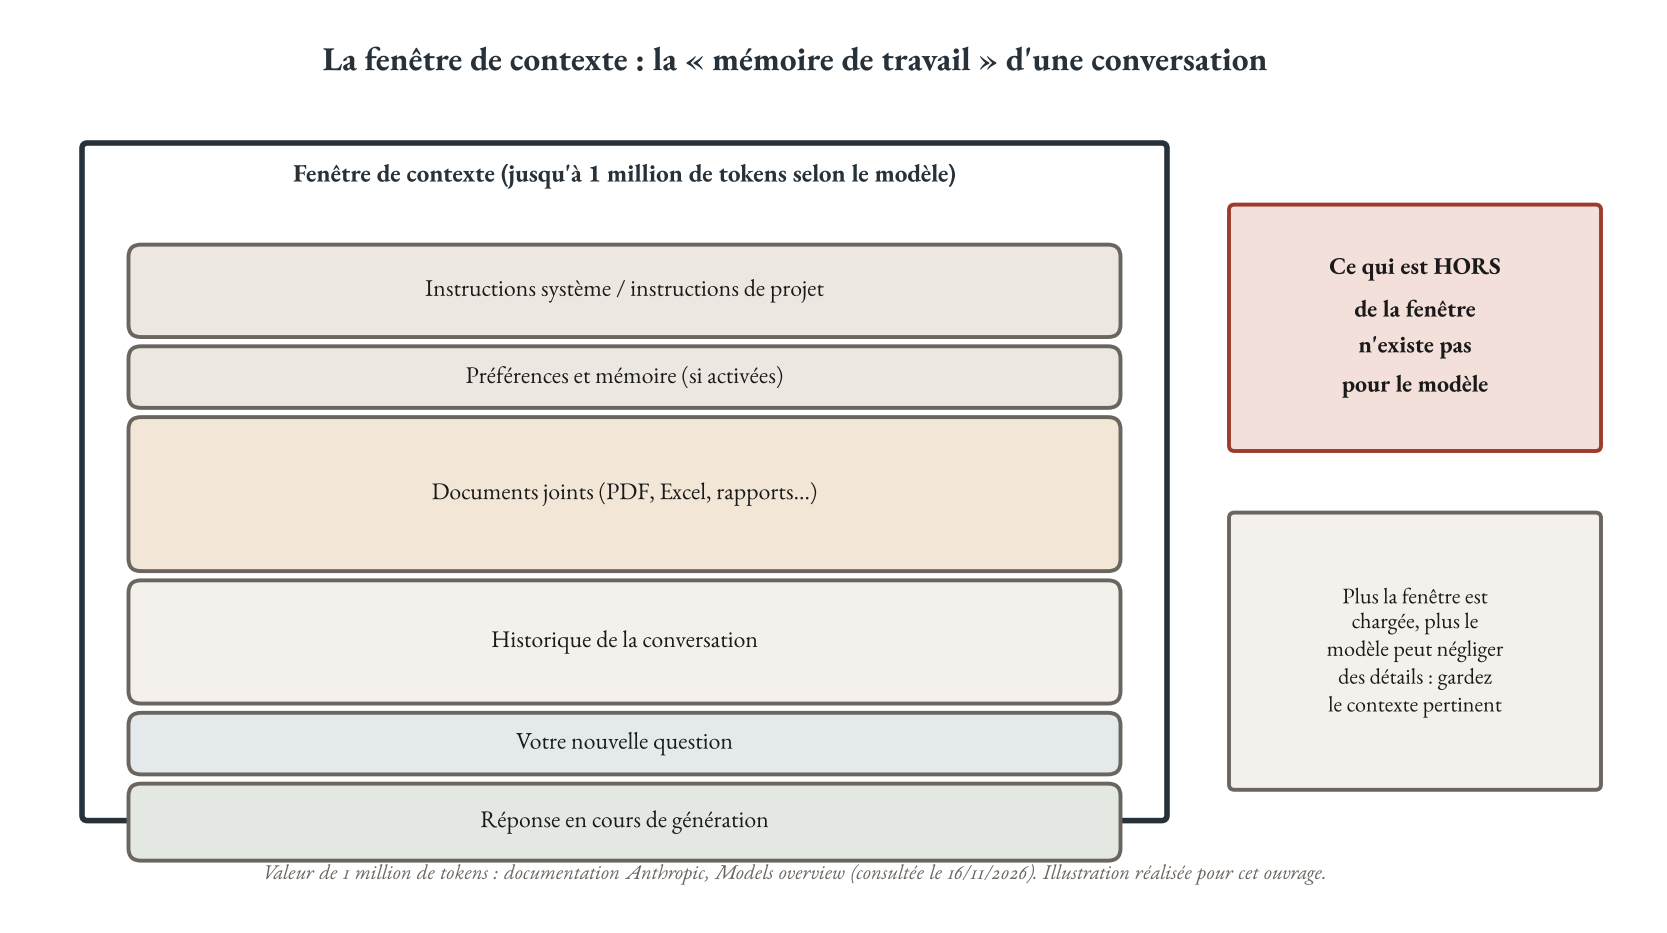 La fenêtre de contexte : la « mémoire de travail » d'une conversation
Fenêtre de contexte (jusqu'à 1 million de tokens selon le modèle)
Instructions système / instructions de projet
Préférences et mémoire (si activées)
Documents joints (PDF, Excel, rapports...)
Historique de la conversation
Votre nouvelle question
Réponse en cours de génération
Ce qui est HORS
de la fenêtre
n'existe pas
pour le modèle
Plus la fenêtre est
chargée, plus le
modèle peut négliger
des détails : gardez
le contexte pertinent
Valeur de 1 million de tokens : documentation Anthropic, Models overview (consultée le 16/11/2026). Illustration réalisée pour cet ouvrage.